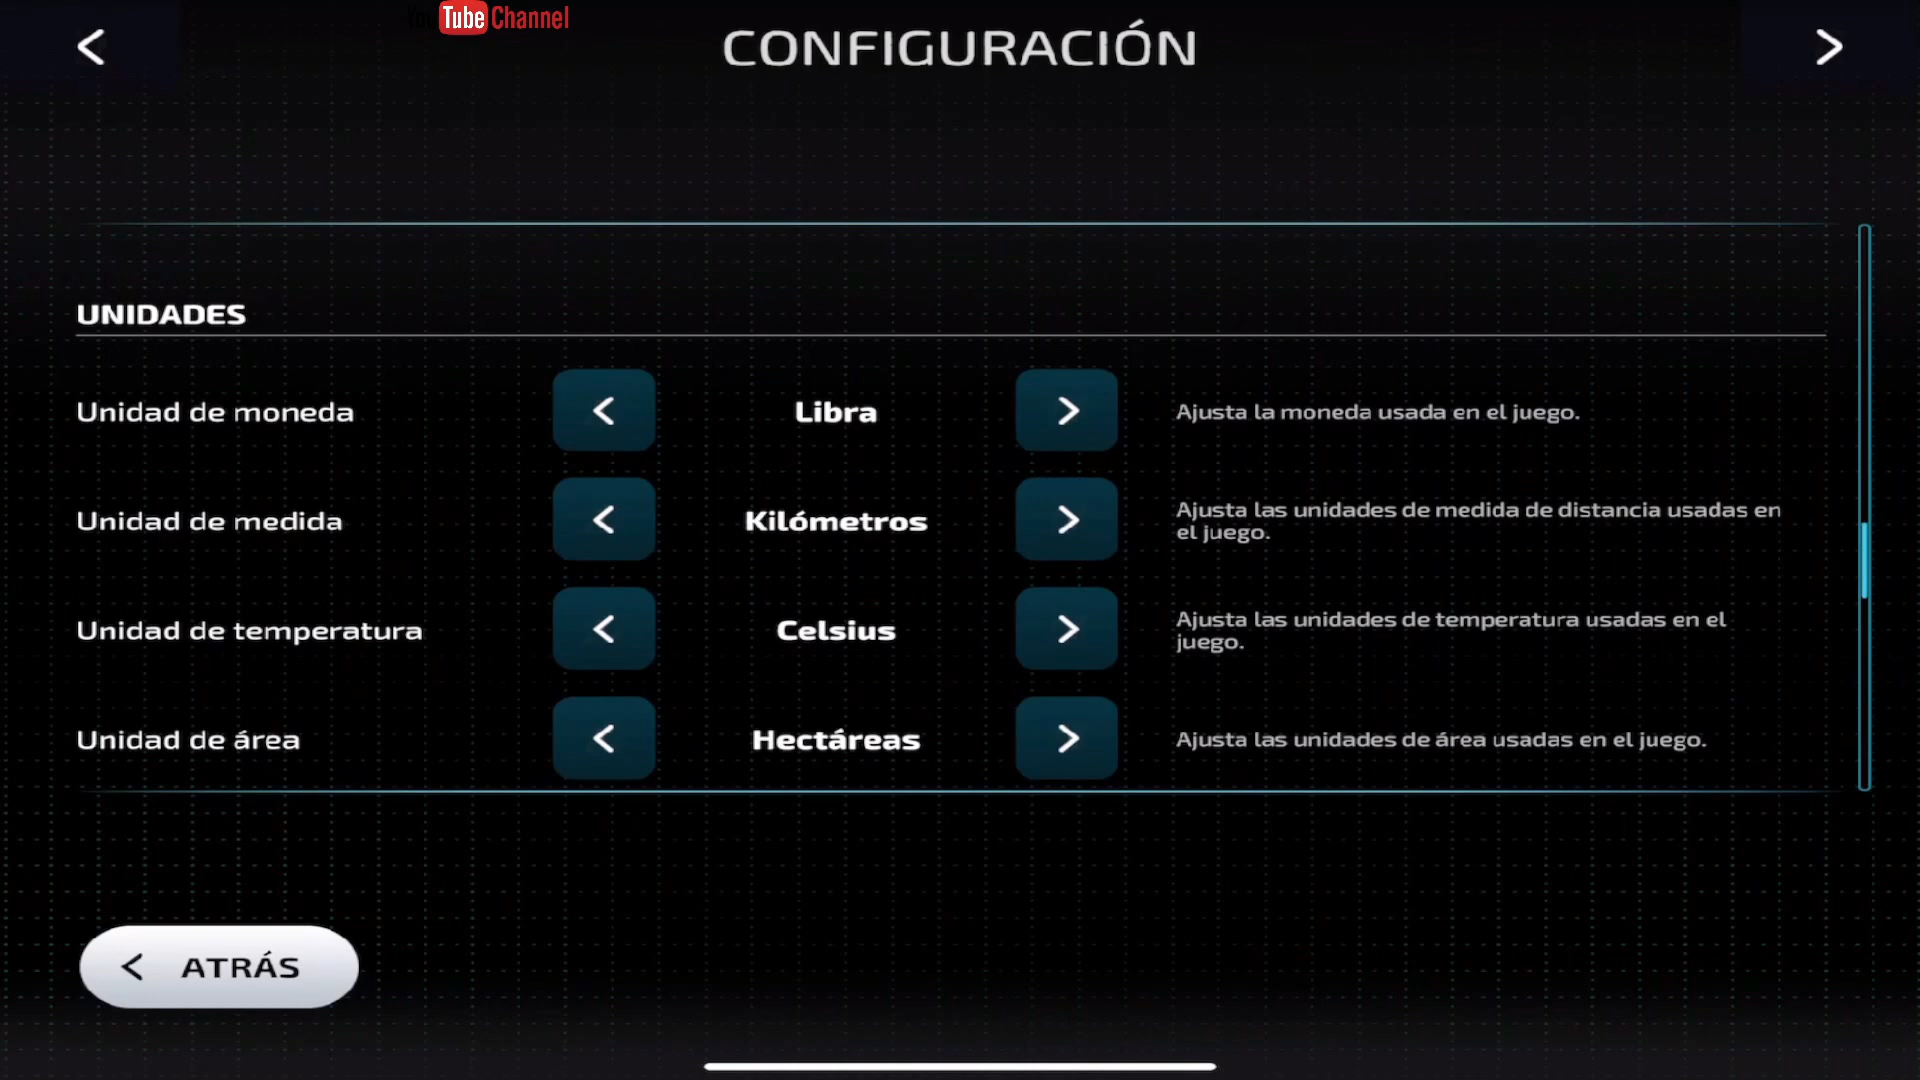 YouTube Channel
CONFIGURACIÓN
UNIDADES
Unidad de moneda
Libra
Ajusta la moneda usada en el juego.
Unidad de medida
Kilómetros
Ajusta las unidades de medida de distancia usadas en
el juego.
Unidad de temperatura
Celsius
Ajusta las unidades de temperatura usadas en el
juego.
Unidad de área
Hectáreas
Ajusta las unidades de área usadas en el juego.
ATRÁS